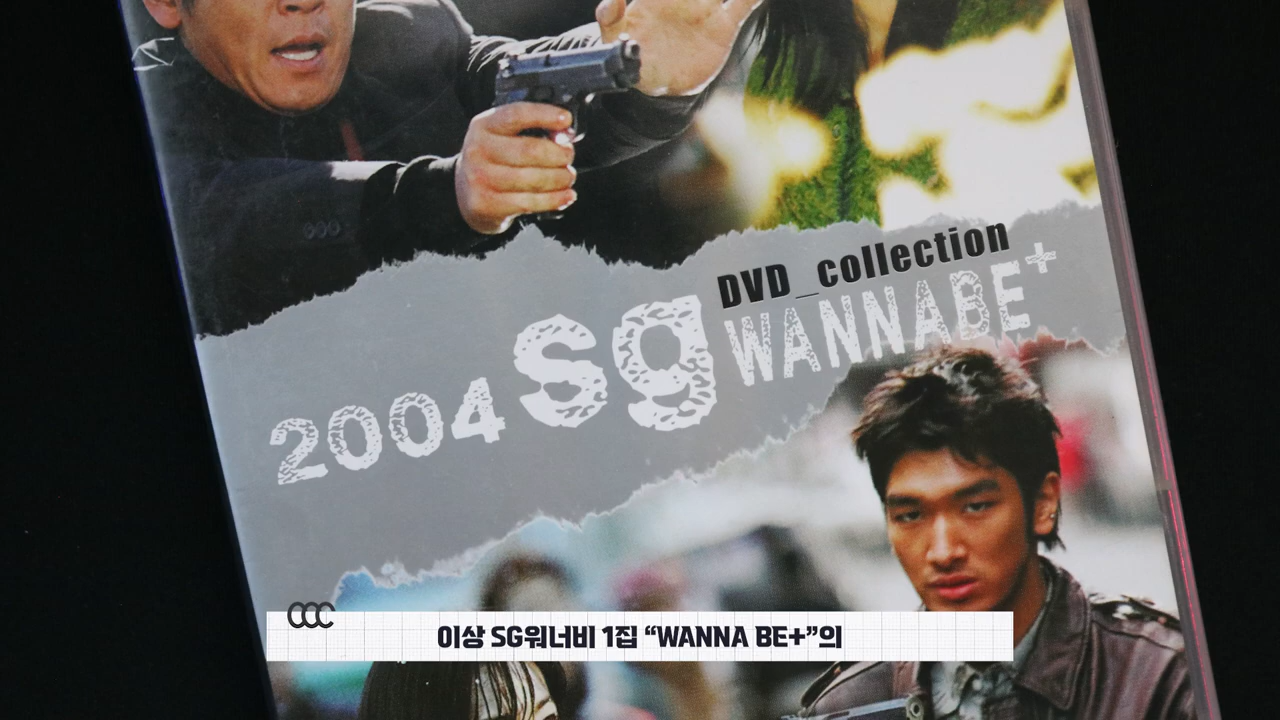 DVD_collection
2004 sg WANNABE+
이상 SG워너비 1집 “WANNA BE+”의